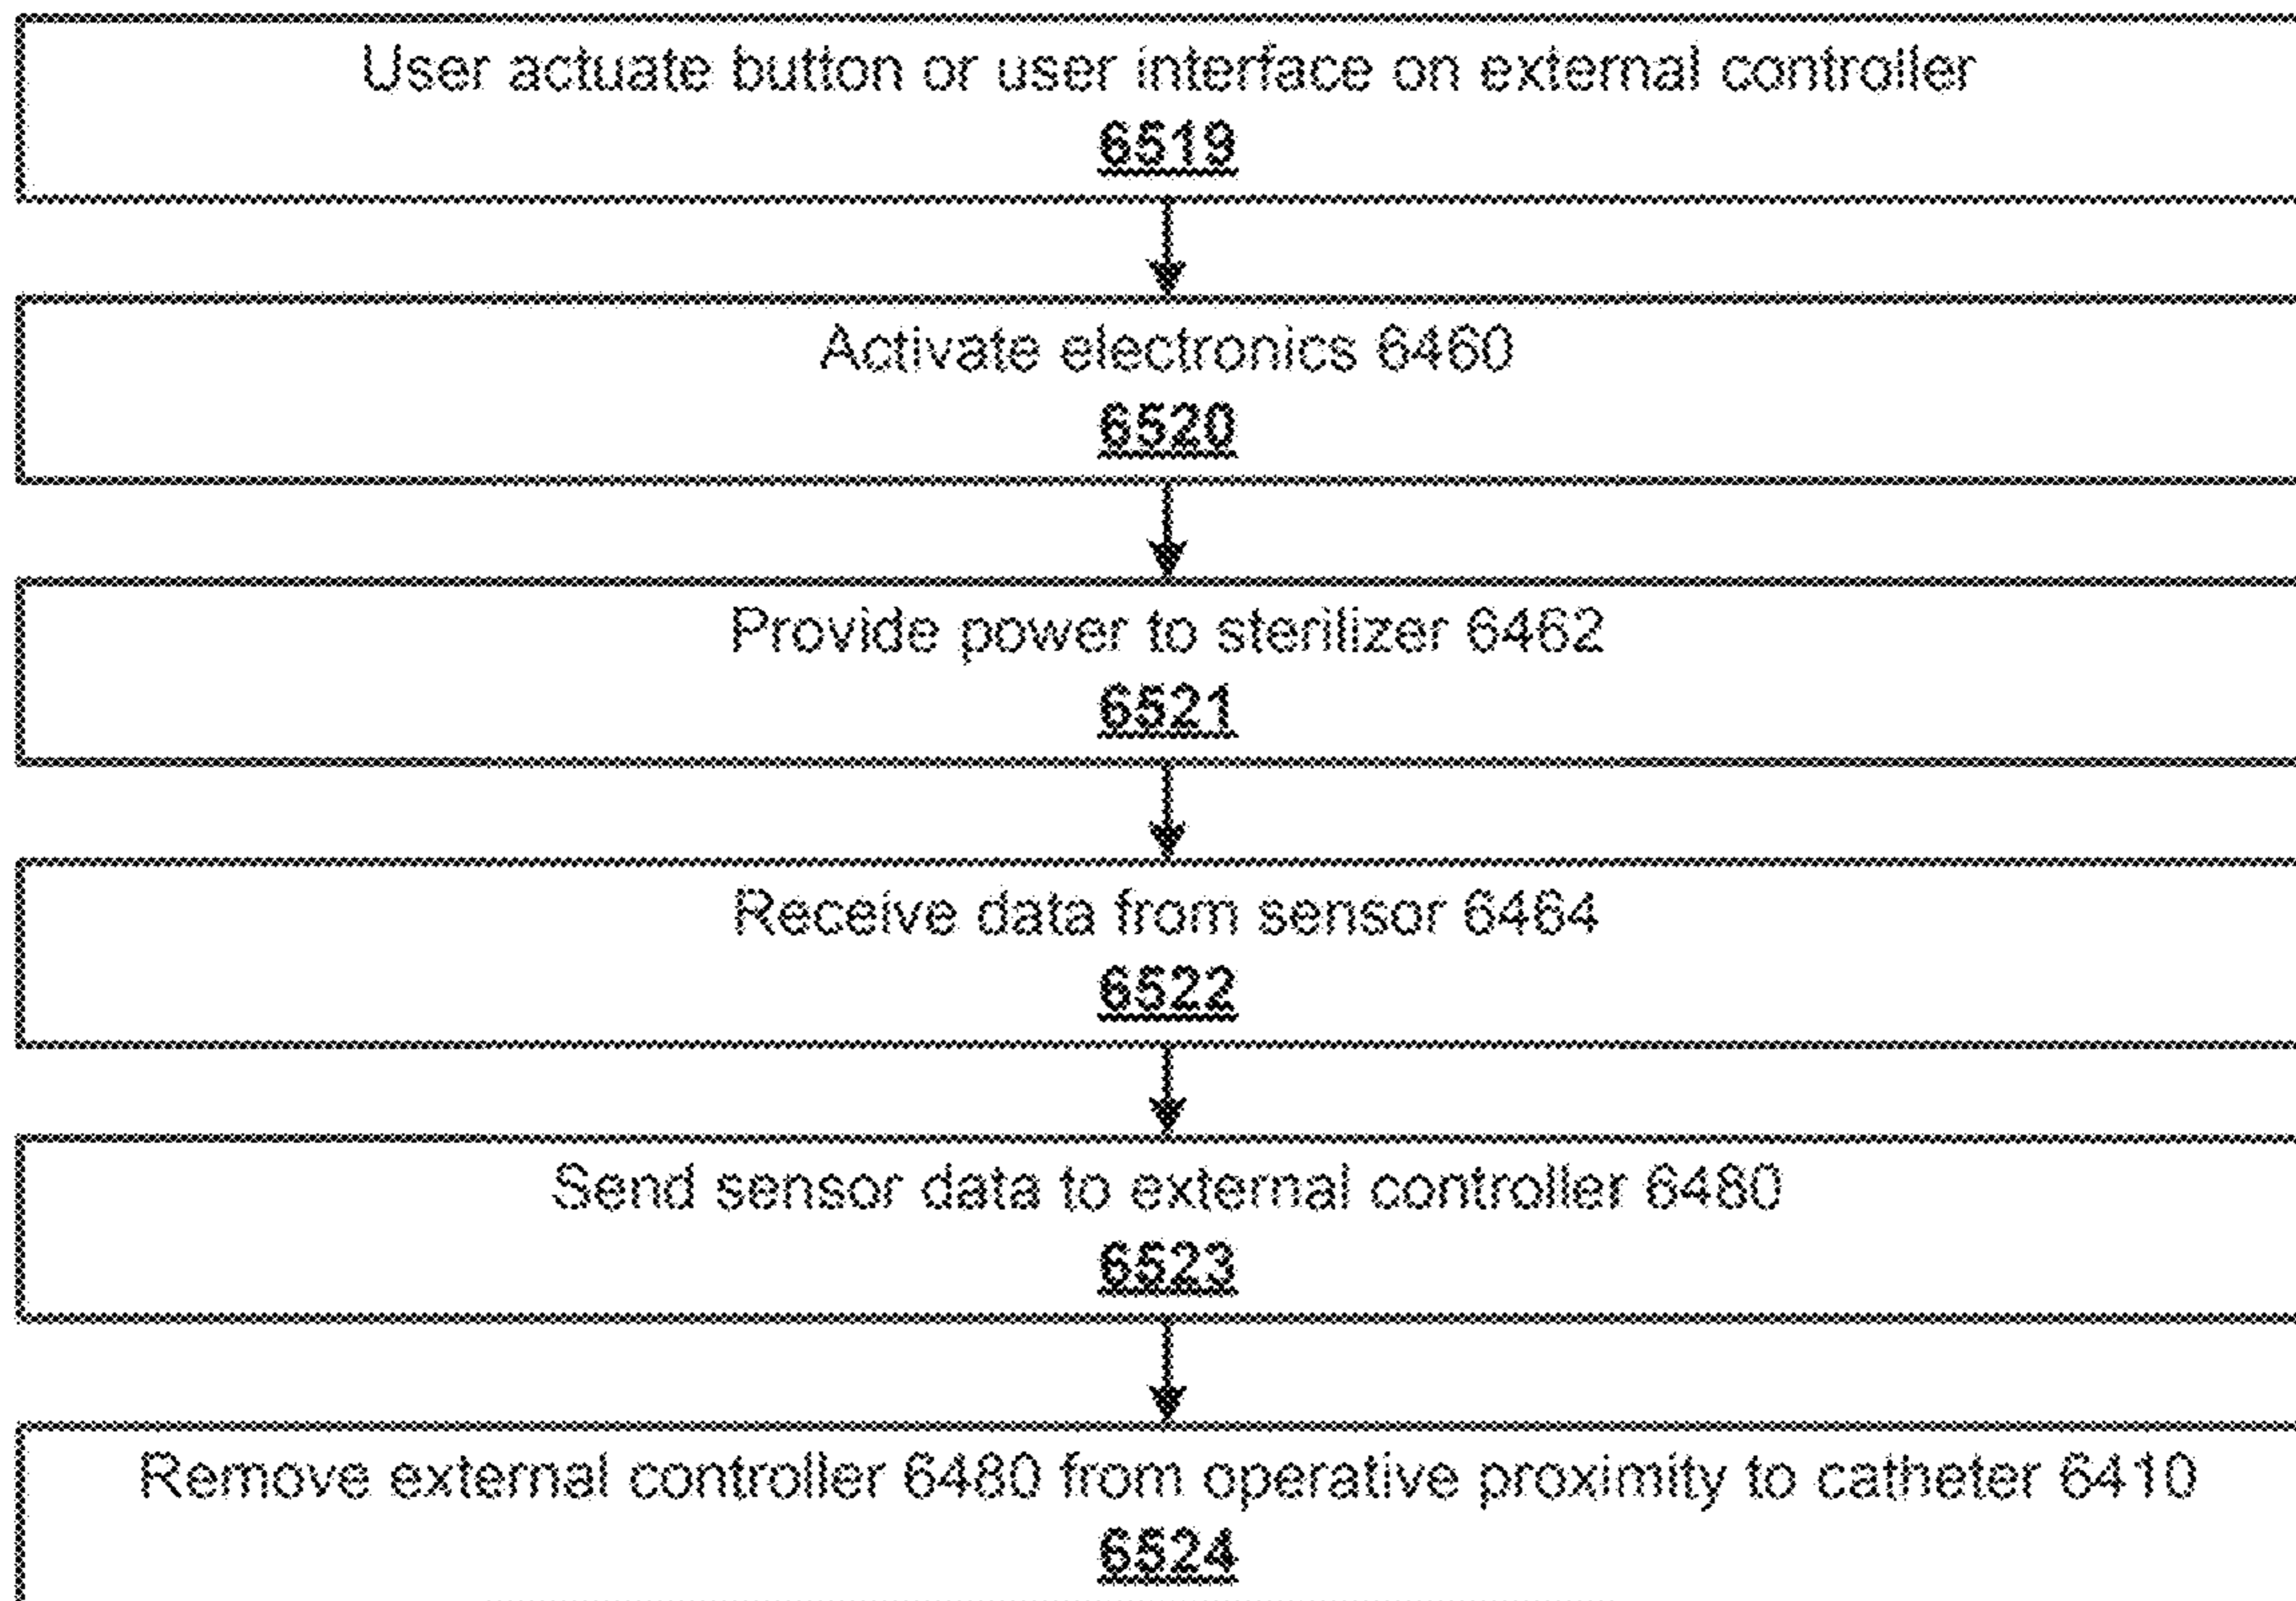 User actuate button or user interface on external controller
6519
Activate electronics 6460
6520
Provide power to sterilizer 6462
6521
Receive data from sensor 6464
6522
Send sensor data to external controller 6480
6523
Remove external controller 6480 from operative proximity to catheter 6410
6524